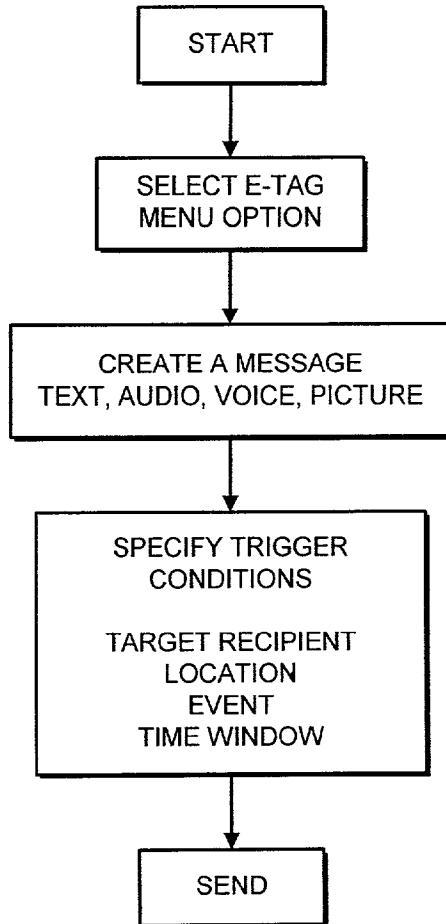 START
SELECT E-TAG
MENU OPTION
CREATE A MESSAGE
TEXT, AUDIO, VOICE, PICTURE
SPECIFY TRIGGER
CONDITIONS
TARGET RECIPIENT
LOCATION
EVENT
TIME WINDOW
SEND